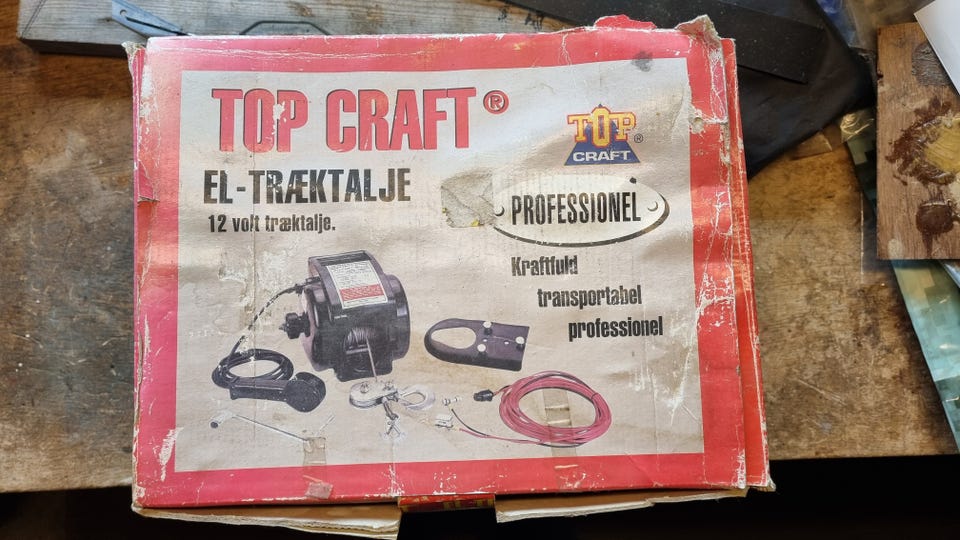 TOP CRAFT®
TOP ®
CRAFT
EL-TRÆKTALJE
12 volt træktalje.
PROFESSIONEL
Kraftfuld
transportabel
professionel